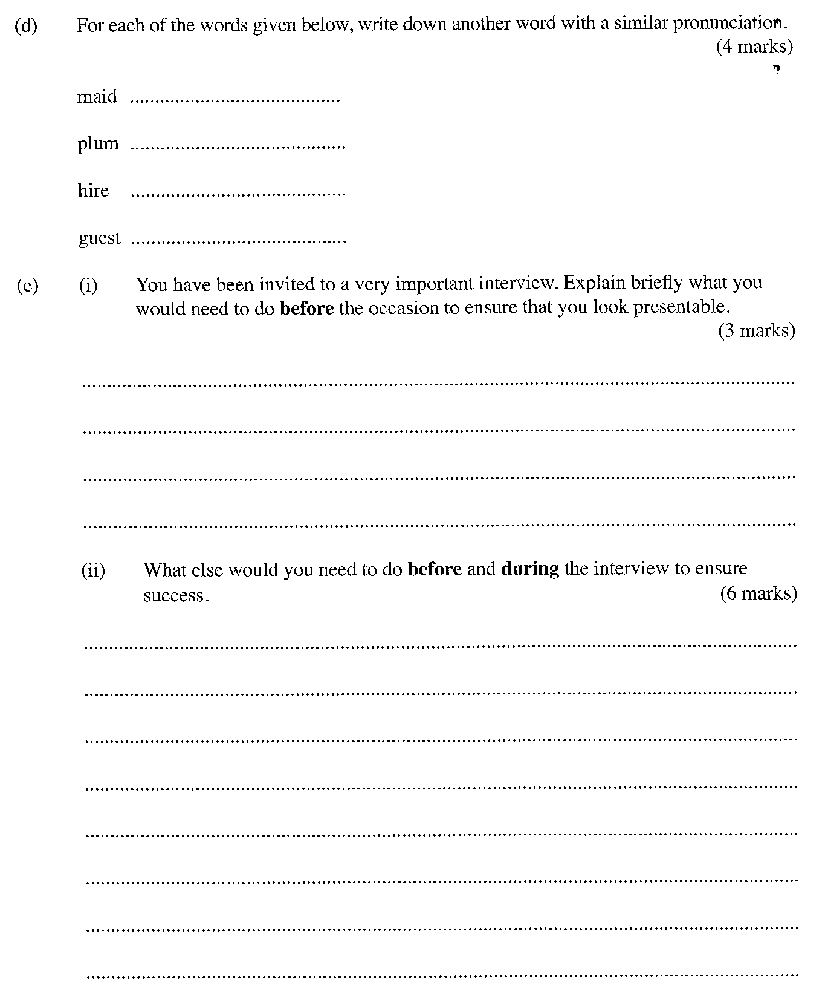 (d) For each of the words given below, write down another word with a similar pronunciation.
(4 marks)
maid ..........................................
plum ...........................................
hire ...........................................
guest ...........................................
(e) (i) You have been invited to a very important interview. Explain briefly what you
would need to do before the occasion to ensure that you look presentable.
(3 marks)
(ii) What else would you need to do before and during the interview to ensure
success. (6 marks)